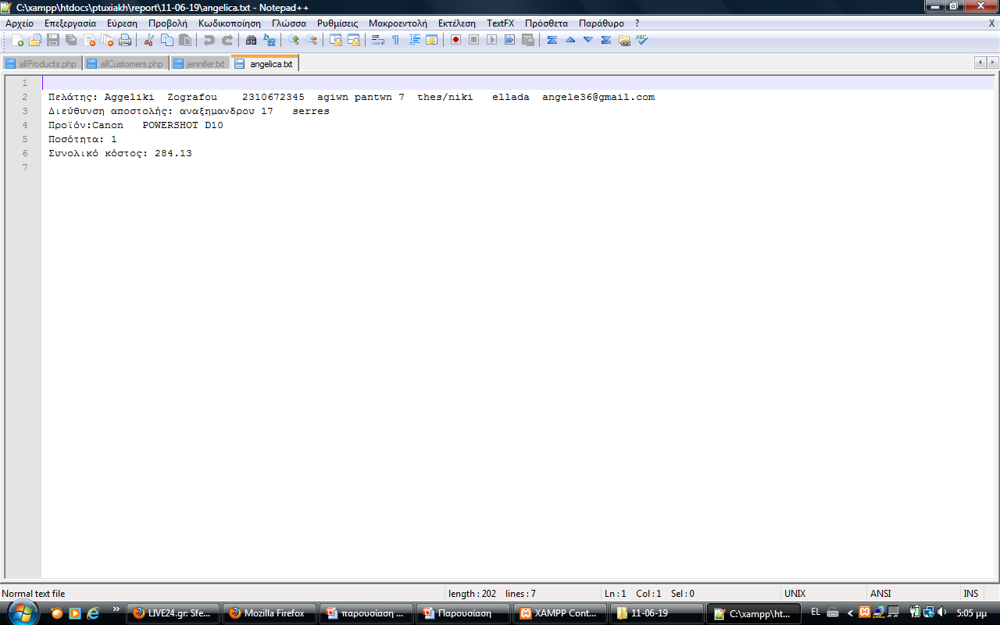 C:\xampp\htdocs\ptuxiakh\report\11-06-19\angelica.txt - Notepad++
Αρχείο Επεξεργασία Εύρεση Προβολή Κωδικοποίηση Γλώσσα Ρυθμίσεις Μακροεντολή Εκτέλεση TextFX Πρόσθετα Παράθυρο ? X
allProducts.php allCustomers.php jennifer.txt angelica.txt
1
2 Πελάτης: Aggeliki Zografou 2310672345 agiwn pantwn 7 thes/niki ellada angele36@gmail.com
3 Διεύθυνση αποστολής: αναξημανδρου 17 serres
4 Προϊόν:Canon POWERSHOT D10
5 Ποσότητα: 1
6 Συνολικό κόστος: 284.13
7
Normal text file length : 202 lines : 7 Ln : 1 Col : 1 Sel : 0 UNIX ANSI INS
LIVE24.gr Sfe... Mozilla Firefox παρουσίαση ... Παρουσίαση XAMPP Cont... 11-06-19 C:\xampp\ht... EL 5:05 μμ